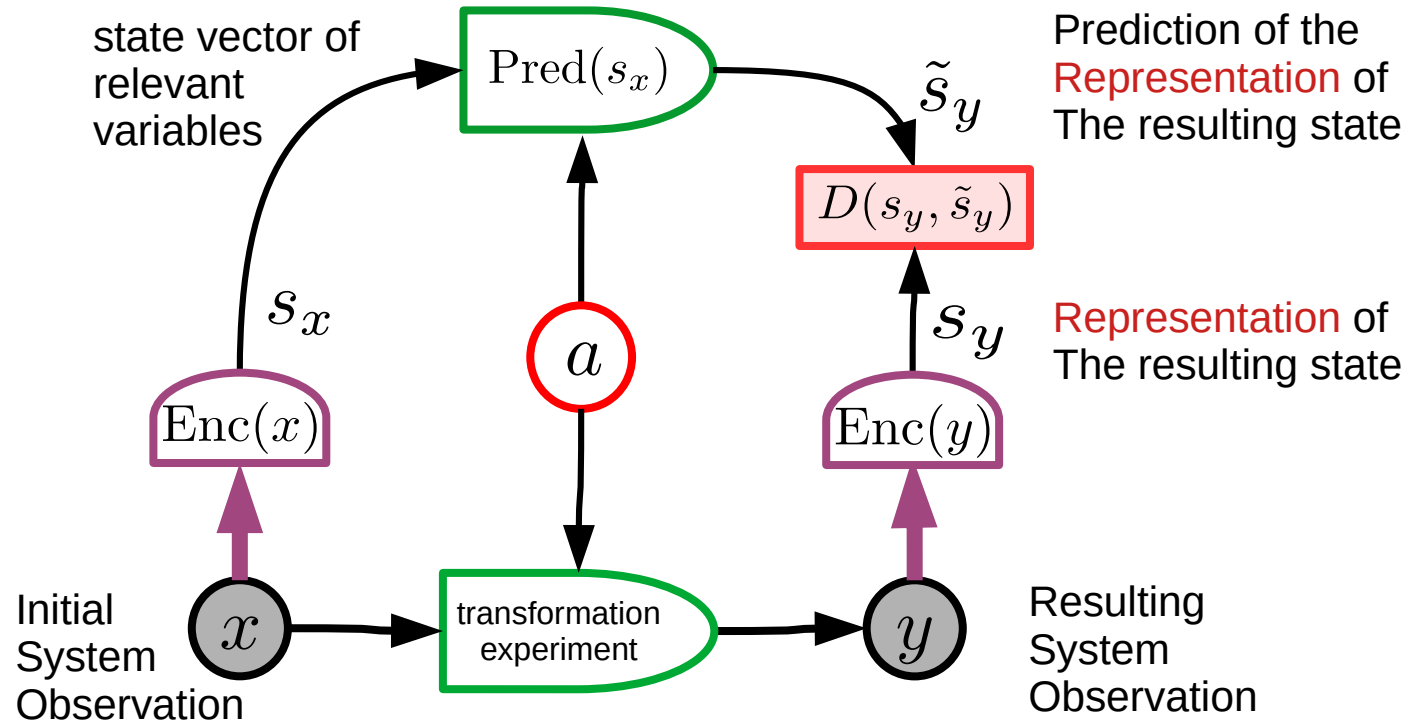 state vector of
relevant
variables
Pred(s_x)
s̃_y
Prediction of the
Representation of
The resulting state
D(s_y, s̃_y)
s_x
a
s_y
Representation of
The resulting state
Enc(x)
Enc(y)
Initial
System
Observation
x
transformation
experiment
y
Resulting
System
Observation